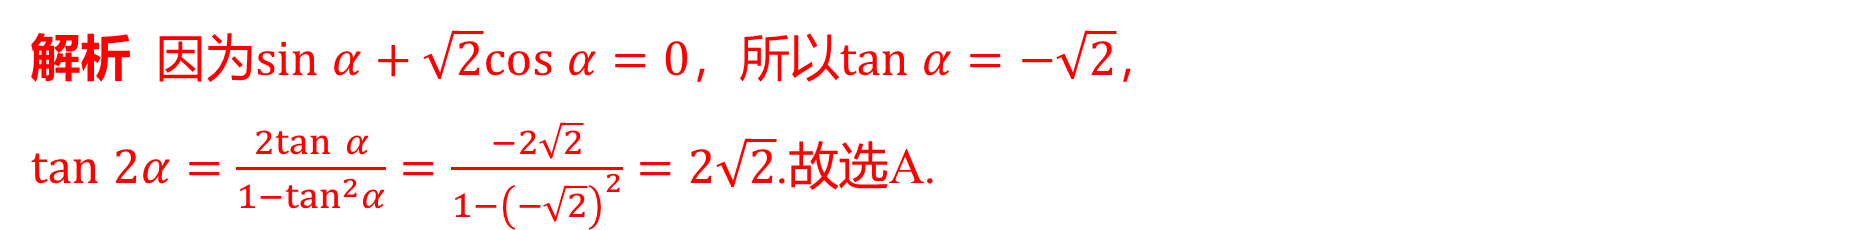 解析 因为sin α + √2cos α = 0，所以tan α = −√2，
tan 2α = 2tan α/(1−tan²α) = −2√2/(1−(−√2)²) = 2√2.故选A.